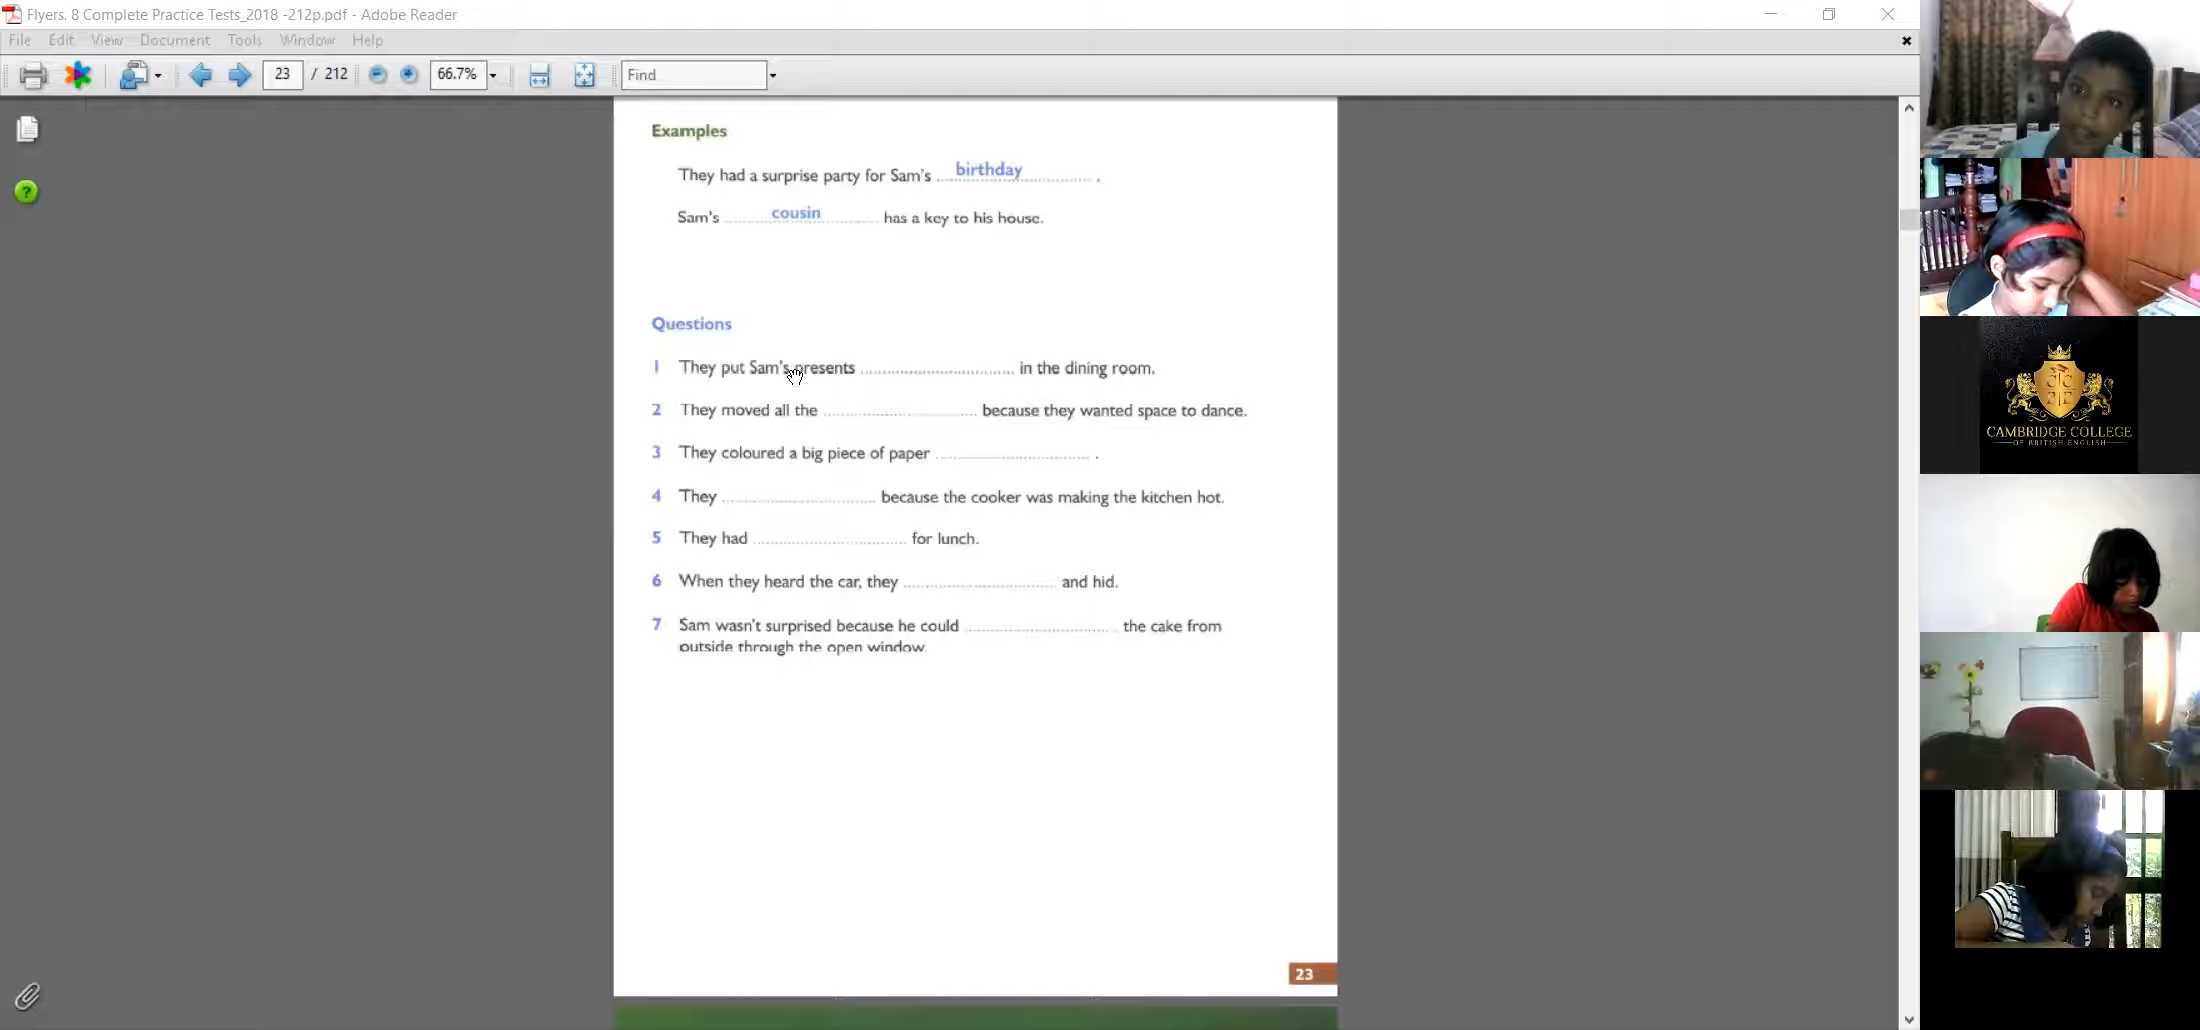 Flyers. 8 Complete Practice Tests_2018 -212p.pdf - Adobe Reader
File Edit View Document Tools Window Help
23 / 212 66.7% Find
Examples
They had a surprise party for Sam's birthday .
Sam's cousin has a key to his house.
Questions
1 They put Sam's presents ............................ in the dining room.
2 They moved all the ............................ because they wanted space to dance.
3 They coloured a big piece of paper ............................ .
4 They ............................ because the cooker was making the kitchen hot.
5 They had ............................ for lunch.
6 When they heard the car, they ............................ and hid.
7 Sam wasn't surprised because he could ............................ the cake from
outside through the open window.
23
CAMBRIDGE COLLEGE
OF BRITISH ENGLISH